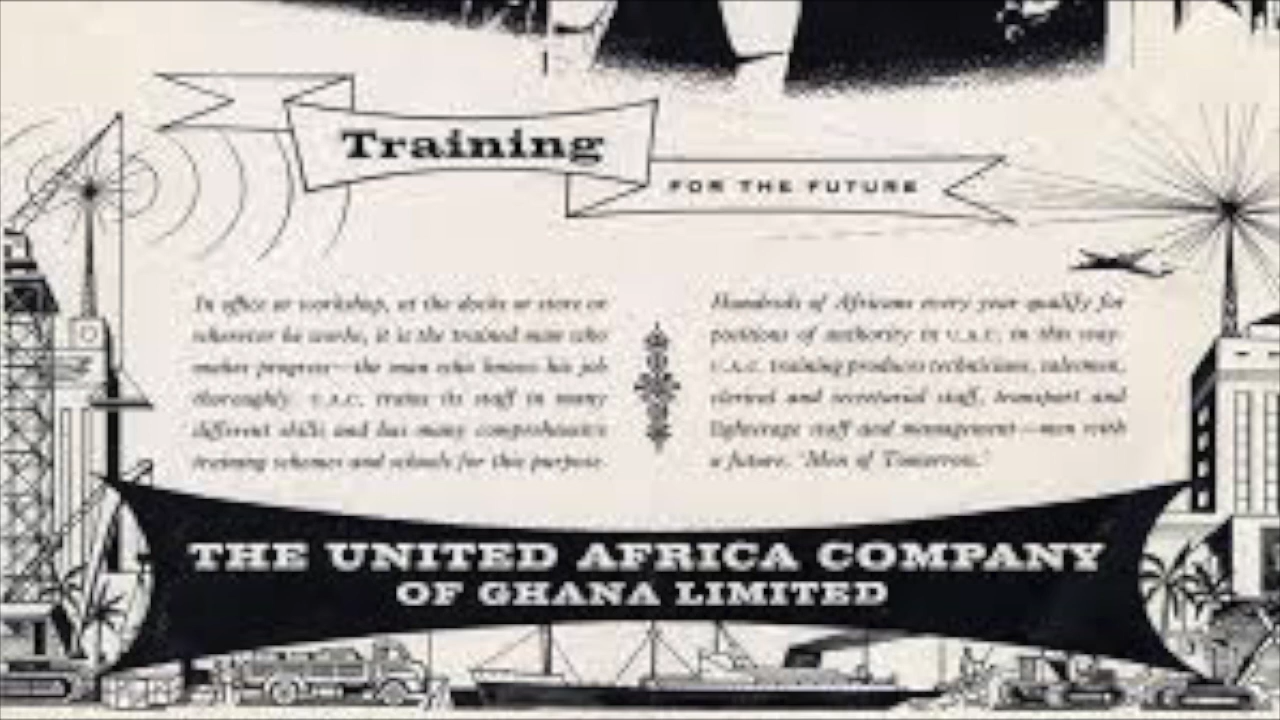 Training
FOR THE FUTURE
In office or workshop, at the docks or store or
wherever he works, it is the trained man who
makes progress—the man who knows his job
thoroughly. U.A.C. trains its staff in many
different skills and has many comprehensive
training schemes and schools for this purpose.
Hundreds of Africans every year qualify for
positions of authority in U.A.C. in this way.
U.A.C. training produces technicians, salesmen,
clerical and secretarial staff, transport and
lighterage staff and management—men with
a future. 'Men of Tomorrow.'
THE UNITED AFRICA COMPANY
OF GHANA LIMITED